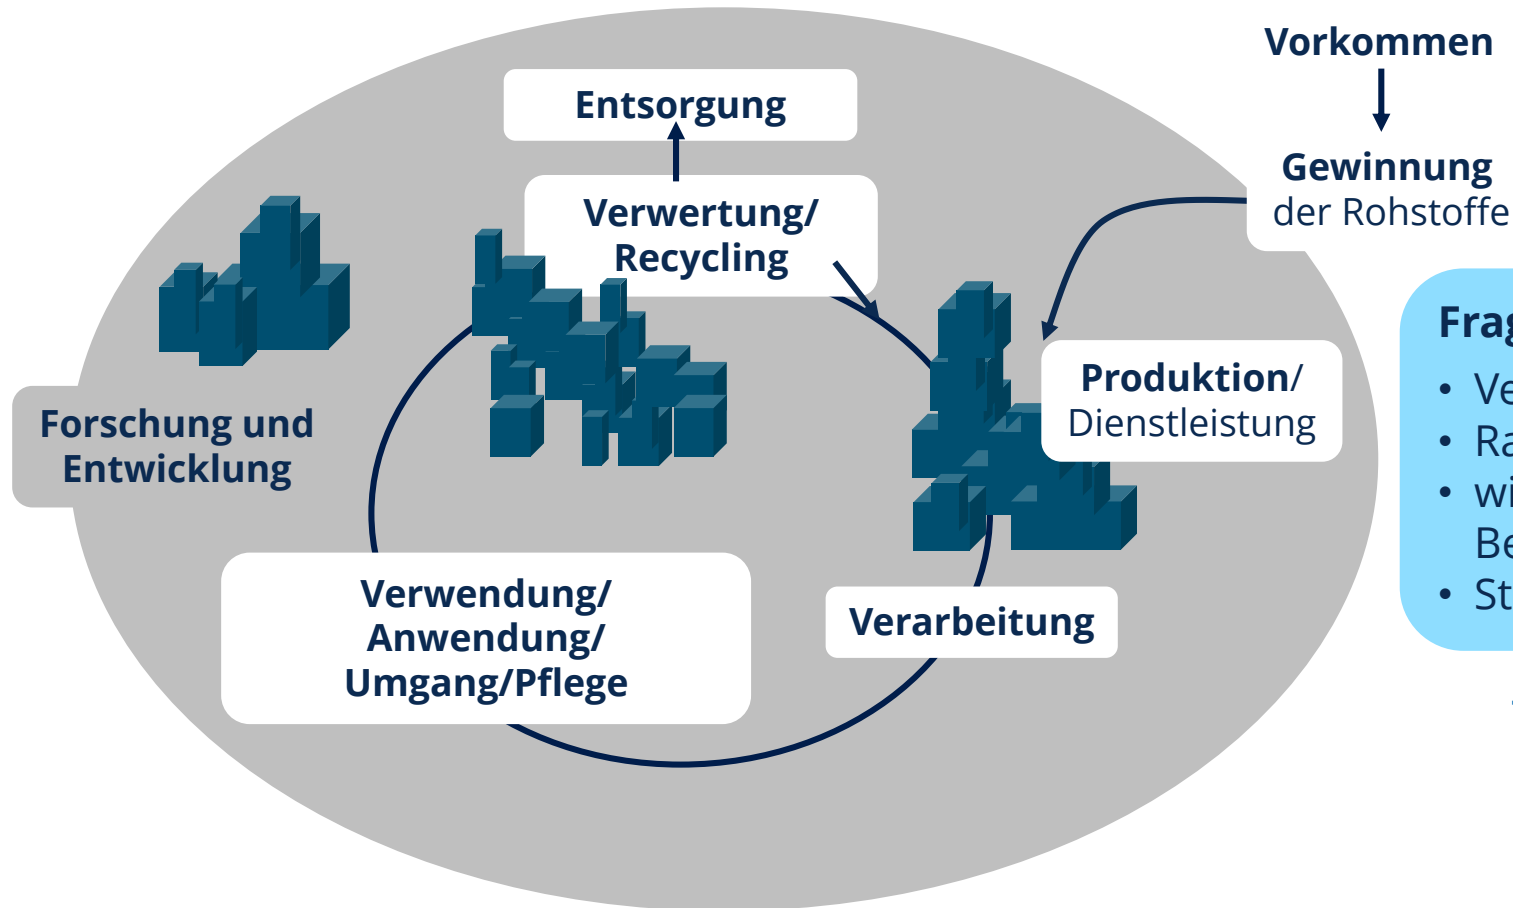 Vorkommen
Entsorgung
Gewinnung
der Rohstoffe
Verwertung/
Recycling
Produktion/
Dienstleistung
Forschung und
Entwicklung
Verwendung/
Anwendung/
Umgang/Pflege
Verarbeitung